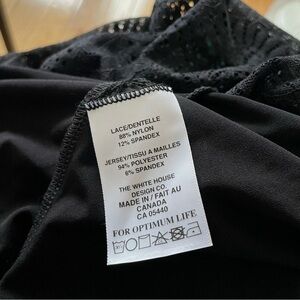 LACE/DENTELLE
88% NYLON
12% SPANDEX
JERSEY/TISSU A MAILLES
94% POLYESTER
6% SPANDEX
THE WHITE HOUSE
DESIGN CO.
MADE IN / FAIT AU
CANADA
CA 05440
FOR OPTIMUM LIFE